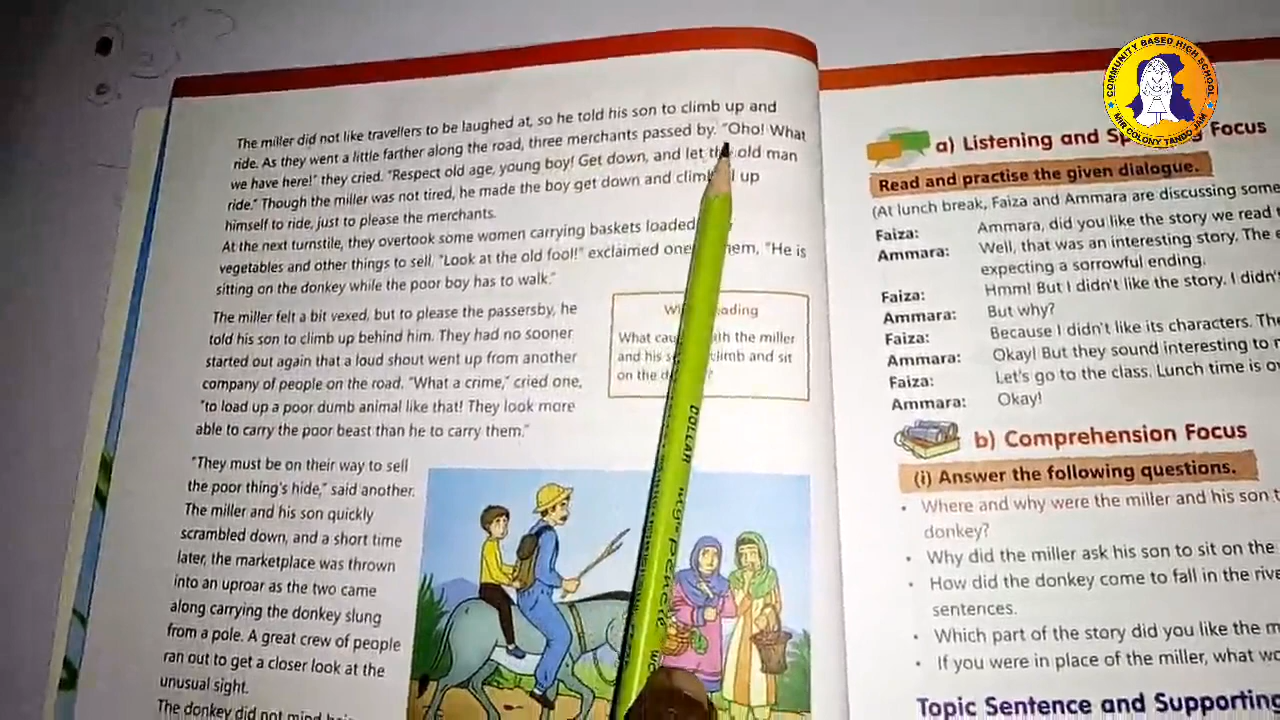 The miller did not like travellers to be laughed at, so he told his son to climb up and
ride. As they went a little farther along the road, three merchants passed by. "Oho! What
we have here!" they cried. "Respect old age, young boy! Get down, and let the old man
ride." Though the miller was not tired, he made the boy get down and climb up
himself to ride, just to please the merchants.
At the next turnstile, they overtook some women carrying baskets loaded
vegetables and other things to sell. "Look at the old fool!" exclaimed one them, "He is
sitting on the donkey while the poor boy has to walk."
The miller felt a bit vexed, but to please the passersby, he
told his son to climb up behind him. They had no sooner
started out again that a loud shout went up from another
company of people on the road. "What a crime," cried one,
"to load up a poor dumb animal like that! They look more
able to carry the poor beast than he to carry them."
What the miller
and his climb and sit
on the
"They must be on their way to sell
the poor thing's hide," said another.
The miller and his son quickly
scrambled down, and a short time
later, the marketplace was thrown
into an uproar as the two came
along carrying the donkey slung
from a pole. A great crew of people
ran out to get a closer look at the
unusual sight.
The donkey did not mind
DOLLAR
COMMUNITY BASED HIGH SCHOOL
MIR COLONY TANDO JAM
a) Listening and Focus
Read and practise the given dialogue.
(At lunch break, Faiza and Ammara are discussing some
Faiza: Ammara, did you like the story we read
Ammara: Well, that was an interesting story. The
expecting a sorrowful ending.
Faiza: Hmm! But I didn't like the story. I didn't
Ammara: But why?
Faiza: Because I didn't like its characters. The
Ammara: Okay! But they sound interesting to
Faiza: Let's go to the class. Lunch time is
Ammara: Okay!
b) Comprehension Focus
(i) Answer the following questions.
• Where and why were the miller and his son
donkey?
• Why did the miller ask his son to sit on the
• How did the donkey come to fall in the
sentences.
• Which part of the story did you like the
• If you were in place of the miller, what
Topic Sentence and Supporting